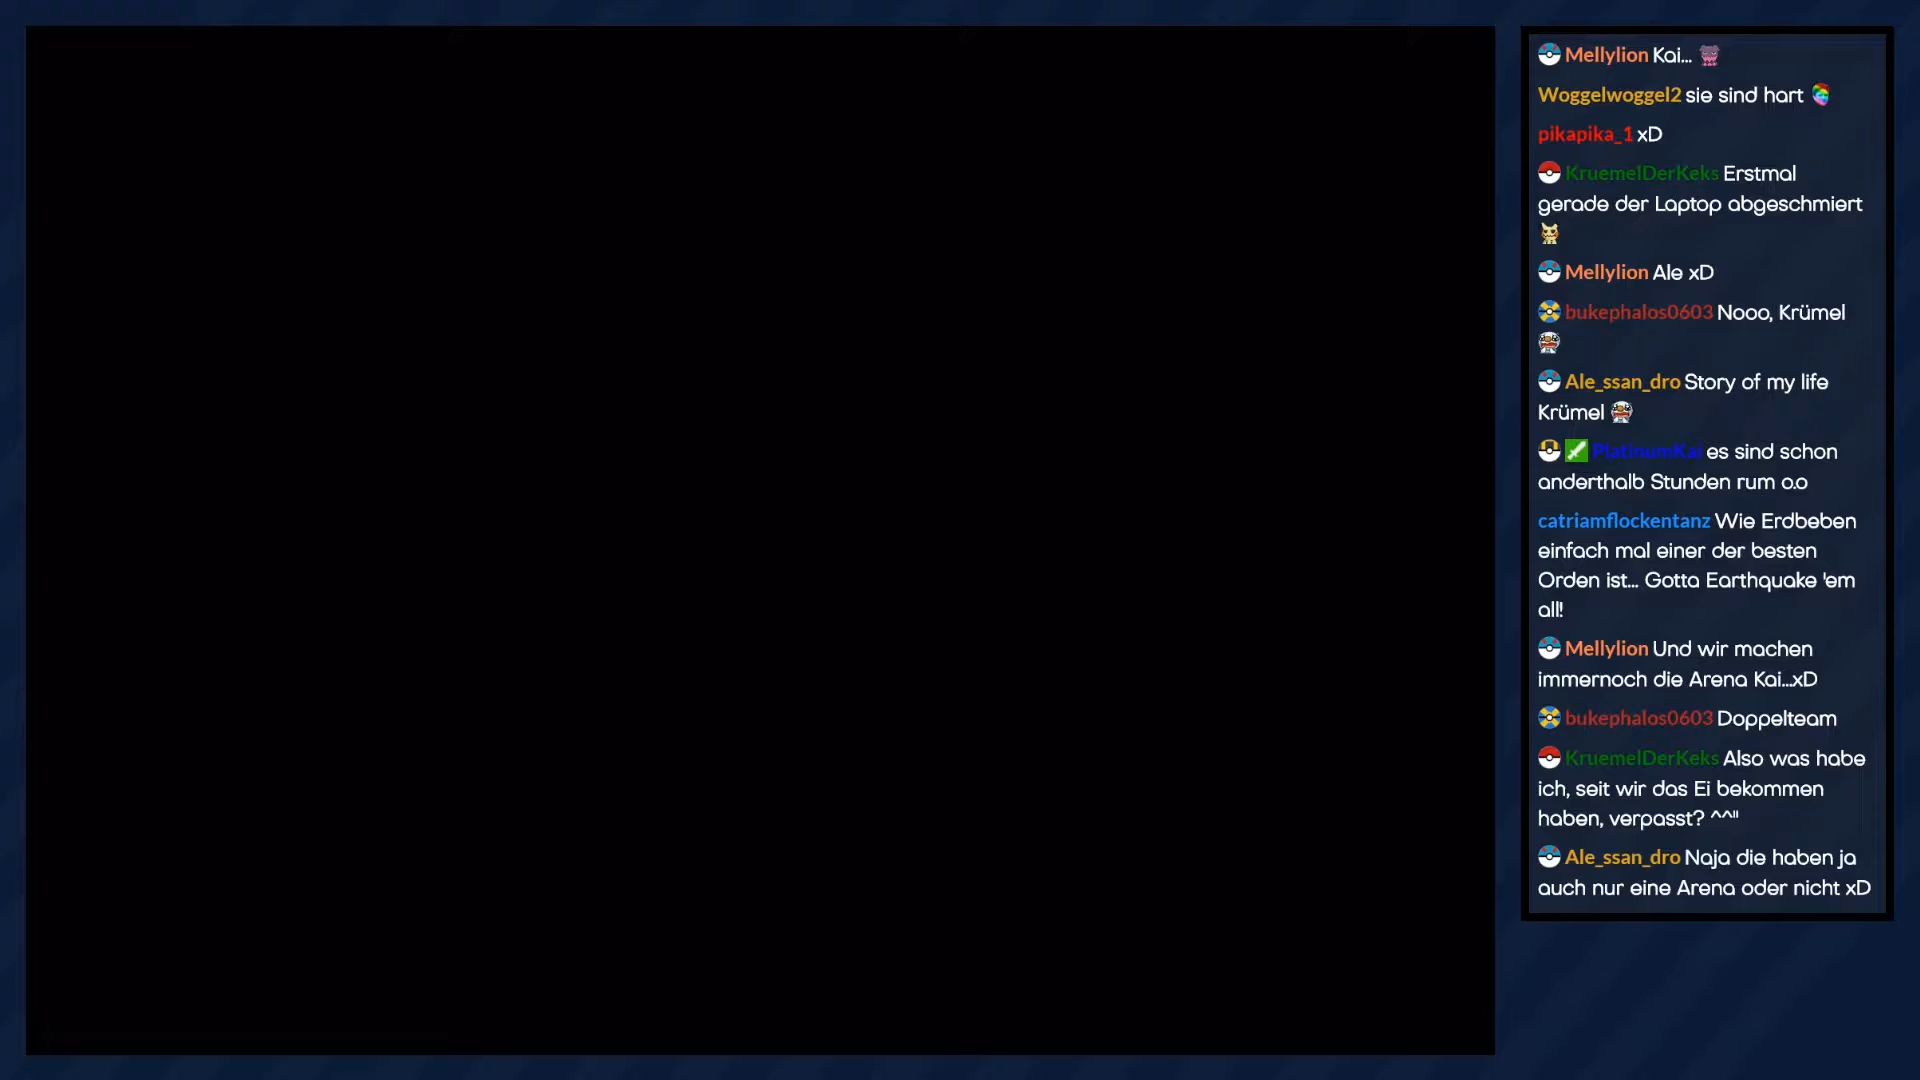 Mellylion Kai...
Woggelwoggel2 sie sind hart
pikapika_1 xD
KruemelDerKeks Erstmal
gerade der Laptop abgeschmiert
Mellylion Ale xD
bukephalos0603 Nooo, Krümel
Ale_ssan_dro Story of my life
Krümel
PlatinumKai es sind schon
anderthalb Stunden rum o.o
catriamflockentanz Wie Erdbeben
einfach mal einer der besten
Orden ist... Gotta Earthquake 'em
all!
Mellylion Und wir machen
immernoch die Arena Kai...xD
bukephalos0603 Doppelteam
KruemelDerKeks Also was habe
ich, seit wir das Ei bekommen
haben, verpasst? ^^"
Ale_ssan_dro Naja die haben ja
auch nur eine Arena oder nicht xD